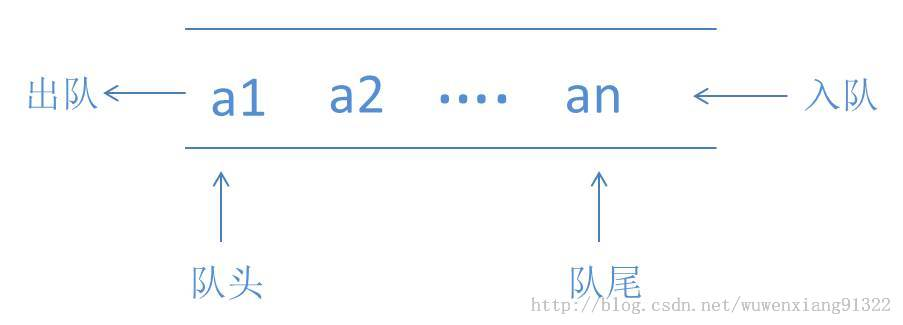 出队 a1 a2 .... an 入队
队头 队尾
http://blog.csdn.net/wuwenxiang91322